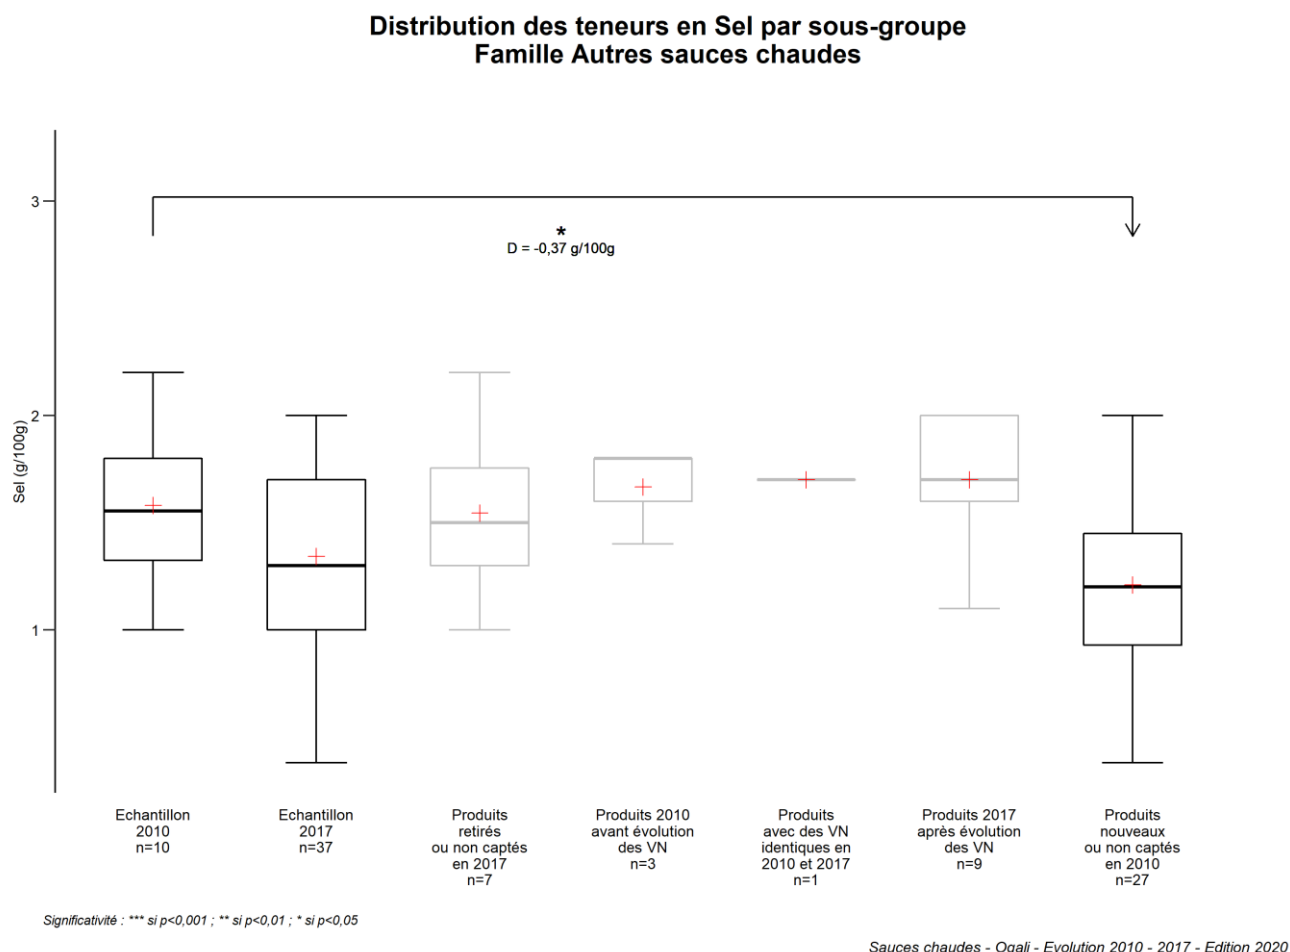 Distribution des teneurs en Sel par sous-groupe
Famille Autres sauces chaudes
3
2
1
Sel (g/100g)
*
D = -0,37 g/100g
Echantillon
2010
n=10
Echantillon
2017
n=37
Produits
retirés
ou non captés
en 2017
n=7
Produits 2010
avant évolution
des VN
n=3
Produits
avec des VN
identiques en
2010 et 2017
n=1
Produits 2017
après évolution
des VN
n=9
Produits
nouveaux
ou non captés
en 2010
n=27
Significativité : *** si p<0,001 ; ** si p<0,01 ; * si p<0,05
Sauces chaudes - Oqali - Evolution 2010 - 2017 - Edition 2020